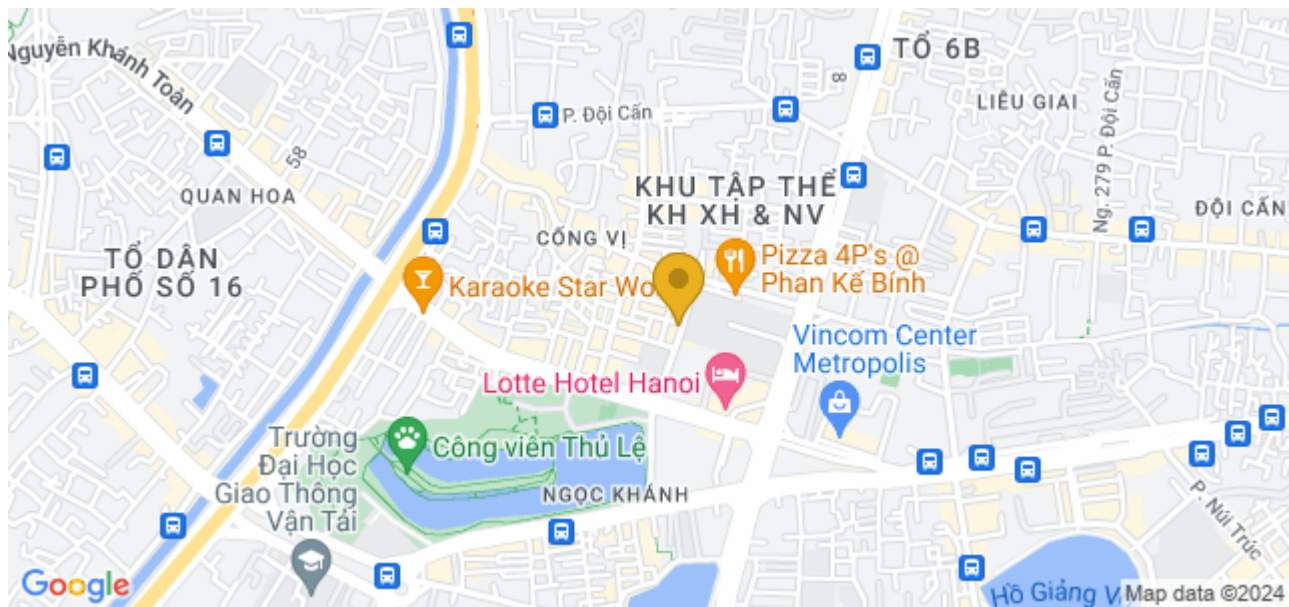 Nguyễn Khánh Toàn
TỔ 6B
8
P. Đội Cấn
LIỄU GIAI
58
Ng. 279 P. Đội Cấn
QUAN HOA
KHU TẬP THỂ
KH XH & NV
ĐỘI CẤN
CỐNG VỊ
TỔ DÂN
PHỐ SỐ 16
Pizza 4P's @
Phan Kế Bính
Karaoke Star Wo
Vincom Center
Metropolis
Lotte Hotel Hanoi
Trường
Đại Học
Giao Thông
Vận Tải
Công viên Thủ Lệ
NGỌC KHÁNH
P. Núi Trúc
Google
Hồ Giảng V
Map data ©2024